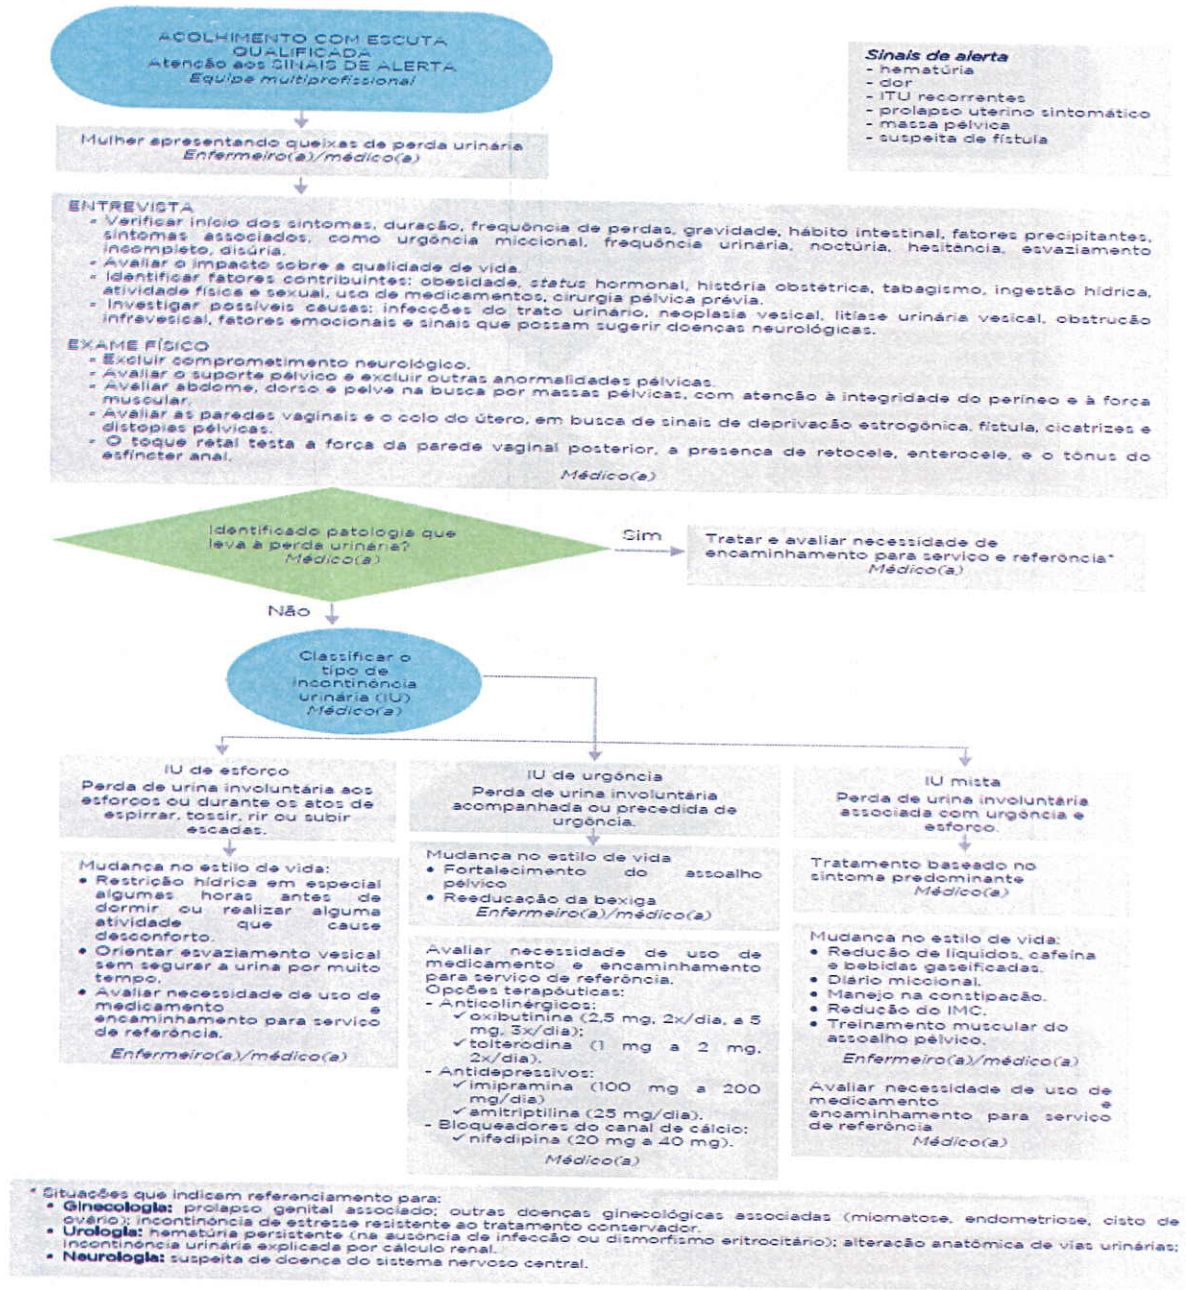 ACOLHIMENTO COM ESCUTA
QUALIFICADA
Atenção aos SINAIS DE ALERTA
Equipe multiprofissional
Sinais de alerta
- hematúria
- dor
- ITU recorrentes
- prolapso uterino sintomático
- massa pélvica
- suspeita de fístula
Mulher apresentando queixas de perda urinária
Enfermeiro(a)/médico(a)
ENTREVISTA
- Verificar início dos sintomas, duração, frequência de perdas, gravidade, hábito intestinal, fatores precipitantes,
sintomas associados, como urgência miccional, frequência urinária, noctúria, hesitância, esvaziamento
incompleto, disúria.
- Avaliar o impacto sobre a qualidade de vida.
- Identificar fatores contribuintes: obesidade, status hormonal, história obstétrica, tabagismo, ingestão hídrica,
atividade física e sexual, uso de medicamentos, cirurgia pélvica prévia.
- Investigar possíveis causas: infecções do trato urinário, neoplasia vesical, litíase urinária vesical, obstrução
infravesical, fatores emocionais e sinais que possam sugerir doenças neurológicas.
EXAME FÍSICO
- Excluir comprometimento neurológico.
- Avaliar o suporte pélvico e excluir outras anormalidades pélvicas.
- Avaliar abdome, dorso e pelve na busca por massas pélvicas, com atenção à integridade do períneo e à força
muscular.
- Avaliar as paredes vaginais e o colo do útero, em busca de sinais de deprivação estrogênica, fístula, cicatrizes e
distopias pélvicas.
- O toque retal testa a força da parede vaginal posterior, a presença de retocele, enterocele, e o tônus do
esfíncter anal.
Médico(a)
Identificado patologia que
leva à perda urinária?
Médico(a)
Sim
Tratar e avaliar necessidade de
encaminhamento para serviço e referência*
Médico(a)
Não
Classificar o
tipo de
incontinência
urinária (IU)
Médico(a)
IU de esforço
Perda de urina involuntária aos
esforços ou durante os atos de
espirrar, tossir, rir ou subir
escadas.
Mudança no estilo de vida:
• Restrição hídrica em especial
algumas horas antes de
dormir ou realizar alguma
atividade que cause
desconforto.
• Orientar esvaziamento vesical
sem segurar a urina por muito
tempo.
• Avaliar necessidade de uso de
medicamento e
encaminhamento para serviço
de referência.
Enfermeiro(a)/médico(a)
IU de urgência
Perda de urina involuntária
acompanhada ou precedida de
urgência.
Mudança no estilo de vida
• Fortalecimento do assoalho
pélvico
• Reeducação da bexiga
Enfermeiro(a)/médico(a)
Avaliar necessidade de uso de
medicamento e encaminhamento
para serviço de referência.
Opções terapêuticas:
- Anticolinérgicos:
✓ oxibutinina (2,5 mg, 2x/dia, a 5
mg, 3x/dia);
✓ tolterodina (1 mg a 2 mg,
2x/dia).
- Antidepressivos:
✓ imipramina (100 mg a 200
mg/dia)
✓ amitriptilina (25 mg/dia).
- Bloqueadores do canal de cálcio:
✓ nifedipina (20 mg a 40 mg).
Médico(a)
IU mista
Perda de urina involuntária
associada com urgência e
esforço.
Tratamento baseado no
sintoma predominante
Médico(a)
Mudança no estilo de vida:
• Redução de líquidos, cafeína
e bebidas gaseificadas.
• Diário miccional.
• Manejo na constipação.
• Redução do IMC.
• Treinamento muscular do
assoalho pélvico.
Enfermeiro(a)/médico(a)
Avaliar necessidade de uso de
medicamento e
encaminhamento para serviço
de referência
Médico(a)
* Situações que indicam referenciamento para:
• Ginecologia: prolapso genital associado; outras doenças ginecológicas associadas (miomatose, endometriose, cisto de
ovário); incontinência de estresse resistente ao tratamento conservador.
• Urologia: hematúria persistente (na ausência de infecção ou dismorfismo eritrocitário); alteração anatômica de vias urinárias;
incontinência urinária explicada por cálculo renal.
• Neurologia: suspeita de doença do sistema nervoso central.